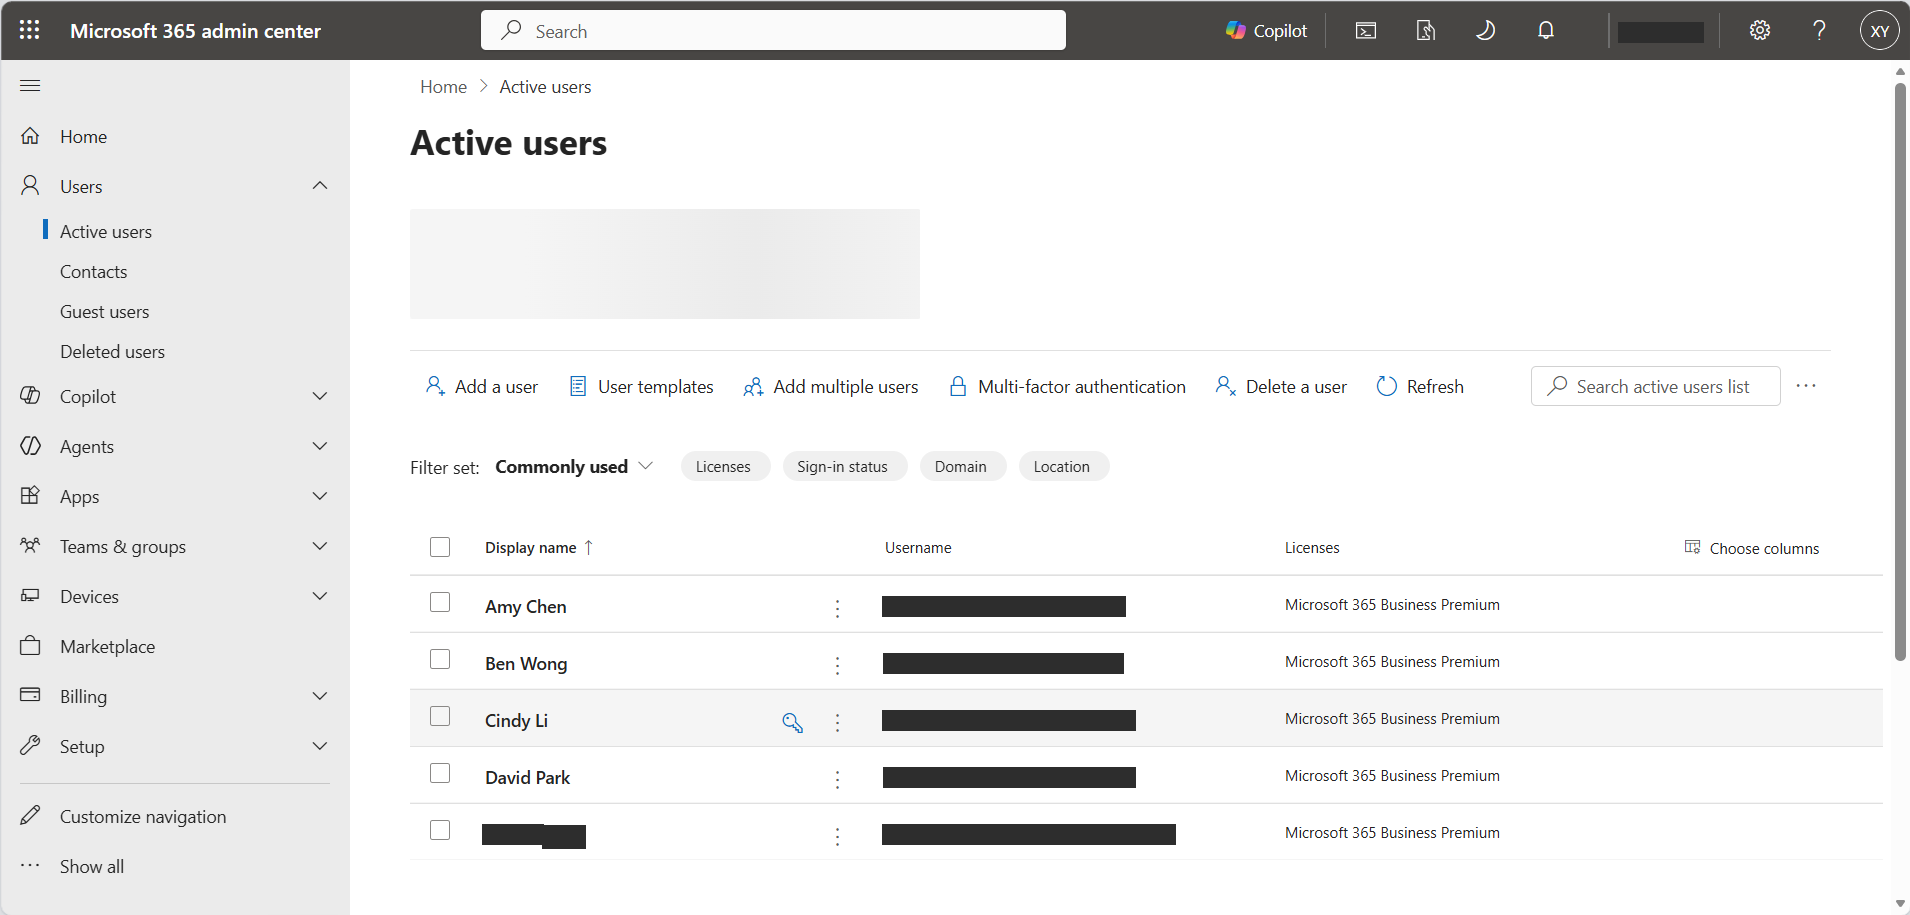 Microsoft 365 admin center
Search
Copilot
XY
Home
Users
Active users
Contacts
Guest users
Deleted users
Copilot
Agents
Apps
Teams & groups
Devices
Marketplace
Billing
Setup
Customize navigation
Show all
Home > Active users
Active users
Add a user User templates Add multiple users Multi-factor authentication Delete a user Refresh Search active users list
Filter set: Commonly used Licenses Sign-in status Domain Location
Display name ↑ Username Licenses Choose columns
Amy Chen Microsoft 365 Business Premium
Ben Wong Microsoft 365 Business Premium
Cindy Li Microsoft 365 Business Premium
David Park Microsoft 365 Business Premium
Microsoft 365 Business Premium